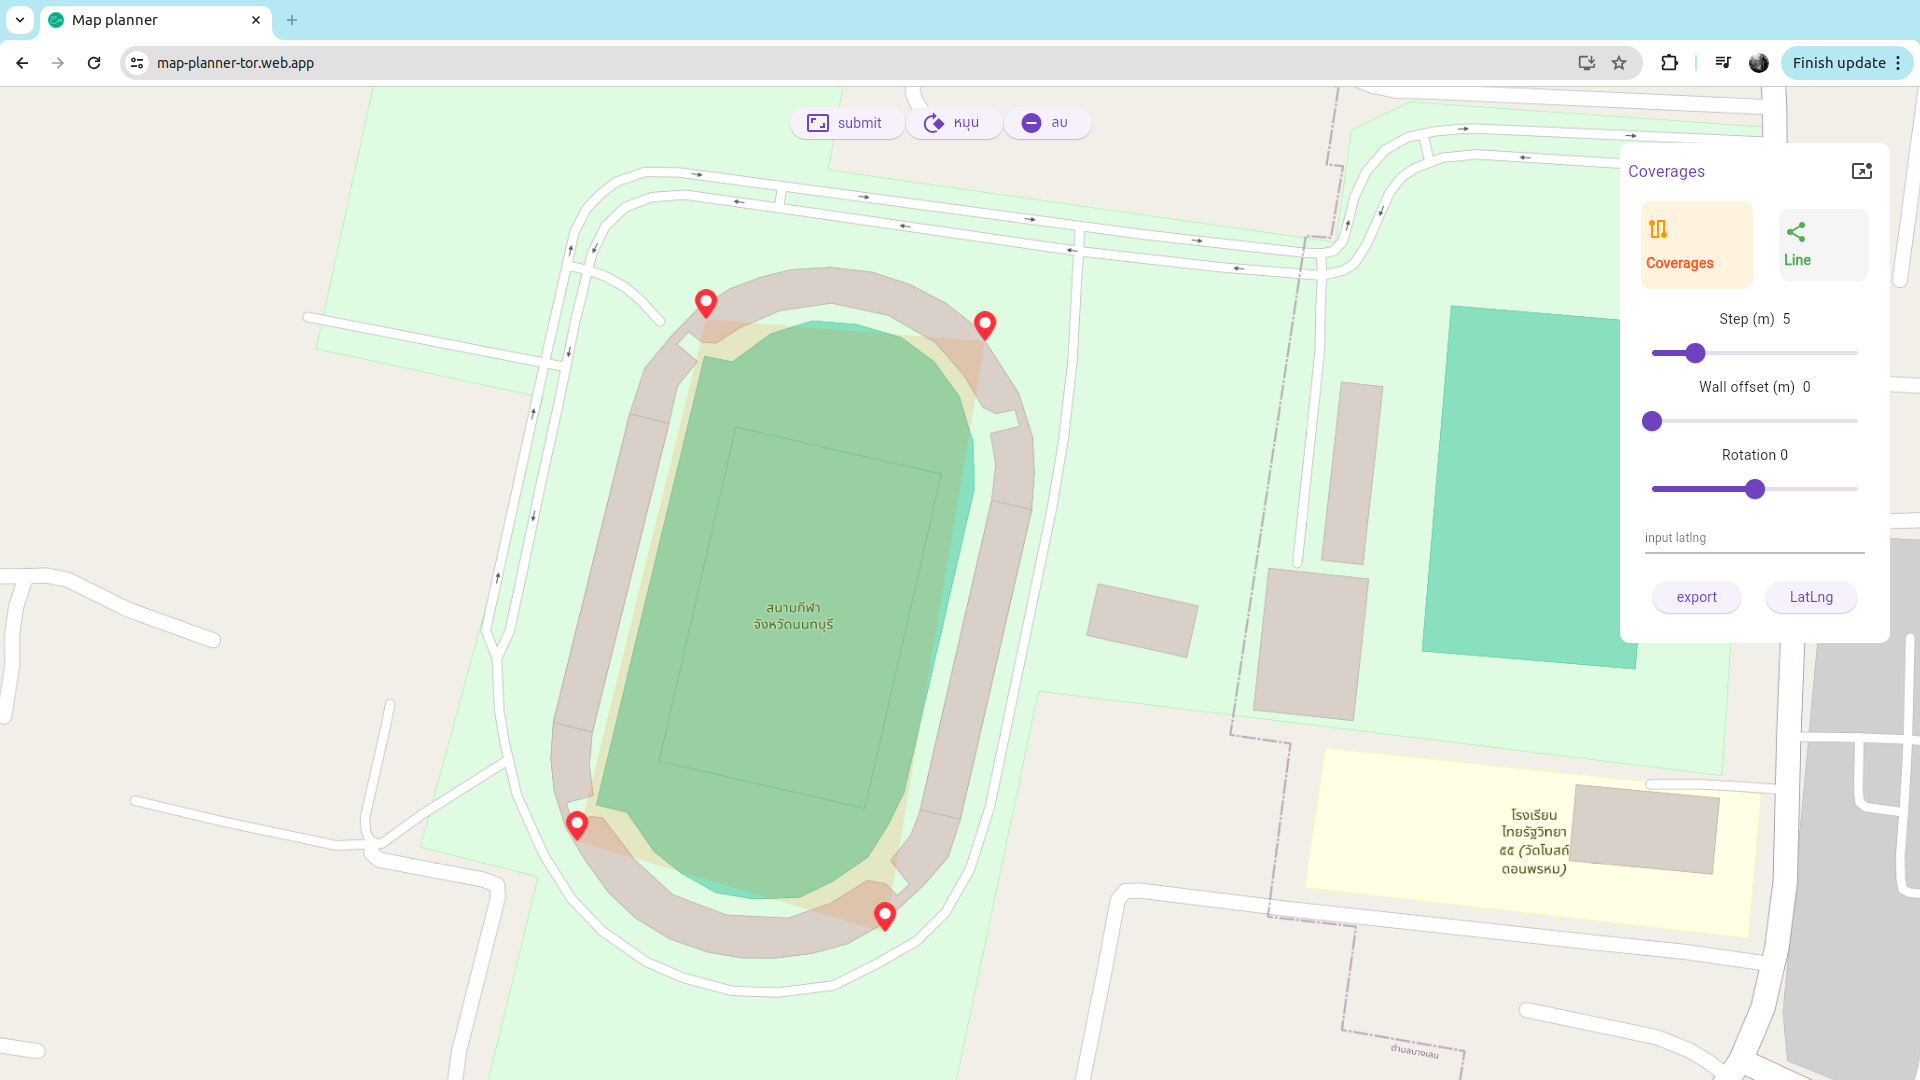 Map planner
map-planner-tor.web.app
Finish update
submit
หมุน
ลบ
Coverages
Coverages
Line
Step (m) 5
Wall offset (m) 0
Rotation 0
input latlng
export
LatLng
สนามกีฬา
จังหวัดนนทบุรี
โรงเรียน
ไทยรัฐวิทยา
๕๕ (วัดโบสถ์
ดอนพรหม)
ตำบลบางเลน